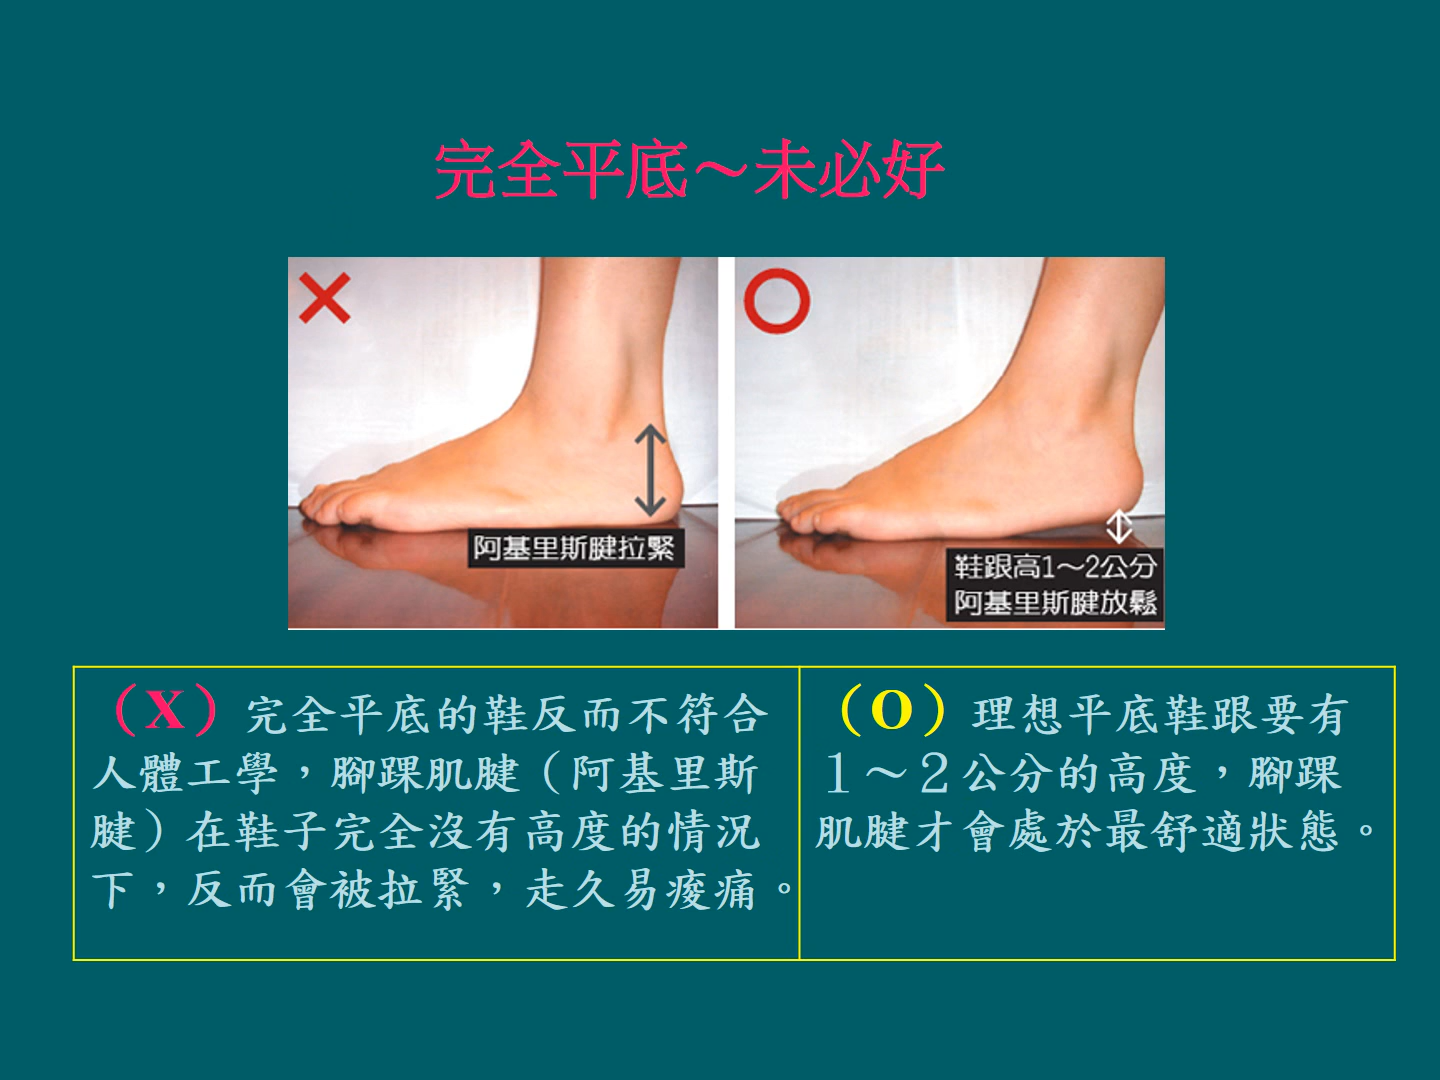 完全平底～未必好
阿基里斯腱拉緊
鞋跟高1～2公分
阿基里斯腱放鬆
（X）完全平底的鞋反而不符合
人體工學，腳踝肌腱（阿基里斯
腱）在鞋子完全沒有高度的情況
下，反而會被拉緊，走久易痠痛。
（O）理想平底鞋跟要有
１～２公分的高度，腳踝
肌腱才會處於最舒適狀態。